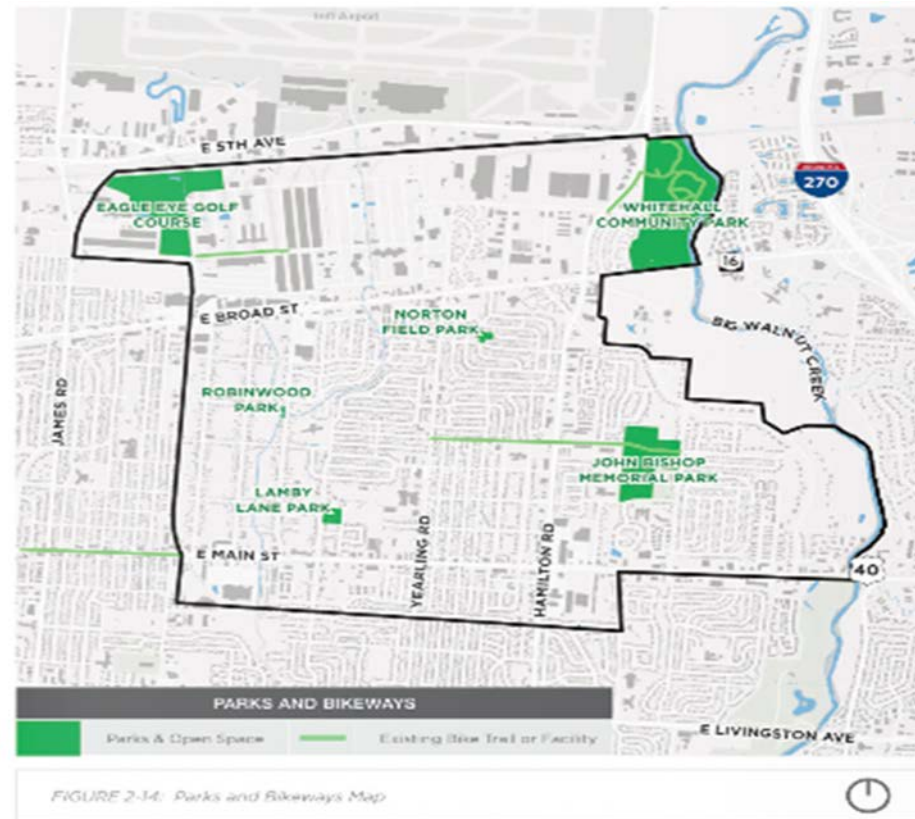 Intl Airport
E 5TH AVE
270
EAGLE EYE GOLF
COURSE
WHITEHALL
COMMUNITY PARK
16
E BROAD ST
NORTON
FIELD PARK
BIG WALNUT CREEK
ROBINWOOD
PARK
JAMES RD
JOHN BISHOP
MEMORIAL PARK
LAMBY
LANE PARK
YEARLING RD
HAMILTON RD
E MAIN ST
40
PARKS AND BIKEWAYS
Parks & Open Space
Existing Bike Trail or Facility
E LIVINGSTON AVE
FIGURE 2-14: Parks and Bikeways Map